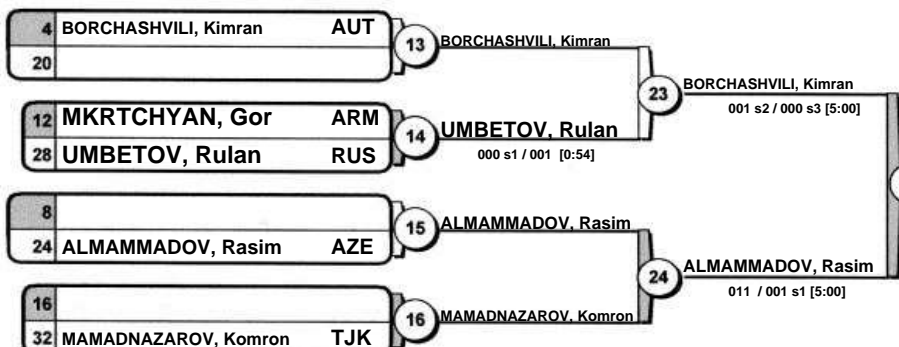 4 BORCHASHVILI, Kimran AUT
20
13 BORCHASHVILI, Kimran
12 MKRTCHYAN, Gor ARM
28 UMBETOV, Rulan RUS
14 UMBETOV, Rulan
000 s1 / 001 [0:54]
23 BORCHASHVILI, Kimran
001 s2 / 000 s3 [5:00]
8
24 ALMAMMADOV, Rasim AZE
15 ALMAMMADOV, Rasim
16
32 MAMADNAZAROV, Komron TJK
16 MAMADNAZAROV, Komron
24 ALMAMMADOV, Rasim
011 / 001 s1 [5:00]